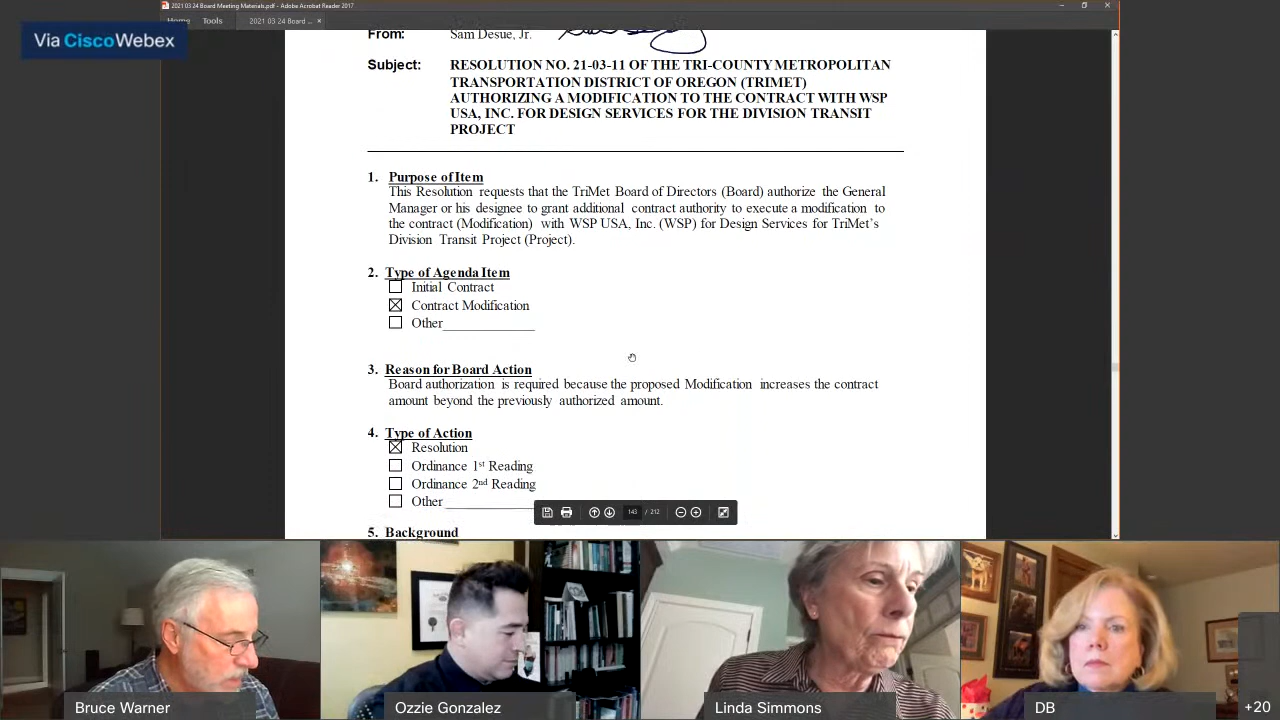 2021 03 24 Board Meeting Materials.pdf - Adobe Acrobat Reader 2017
Home Tools 2021 03 24 Board ... ×
Via Cisco Webex
From: Sam Desue, Jr.
Subject: RESOLUTION NO. 21-03-11 OF THE TRI-COUNTY METROPOLITAN
TRANSPORTATION DISTRICT OF OREGON (TRIMET)
AUTHORIZING A MODIFICATION TO THE CONTRACT WITH WSP
USA, INC. FOR DESIGN SERVICES FOR THE DIVISION TRANSIT
PROJECT
1. Purpose of Item
This Resolution requests that the TriMet Board of Directors (Board) authorize the General
Manager or his designee to grant additional contract authority to execute a modification to
the contract (Modification) with WSP USA, Inc. (WSP) for Design Services for TriMet's
Division Transit Project (Project).
2. Type of Agenda Item
Initial Contract
Contract Modification
Other
3. Reason for Board Action
Board authorization is required because the proposed Modification increases the contract
amount beyond the previously authorized amount.
4. Type of Action
Resolution
Ordinance 1st Reading
Ordinance 2nd Reading
Other
143 / 212
5. Background
Bruce Warner
Ozzie Gonzalez
Linda Simmons
DB
+20